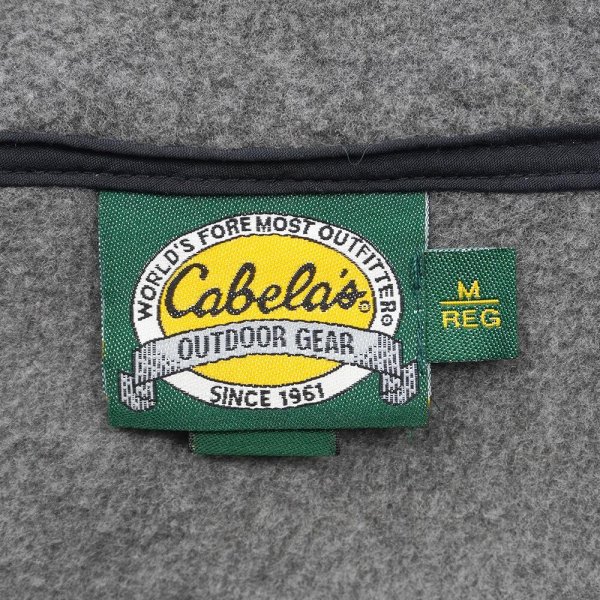 WORLD'S FOREMOST OUTFITTER®
Cabela's®
OUTDOOR GEAR
SINCE 1961
M
REG